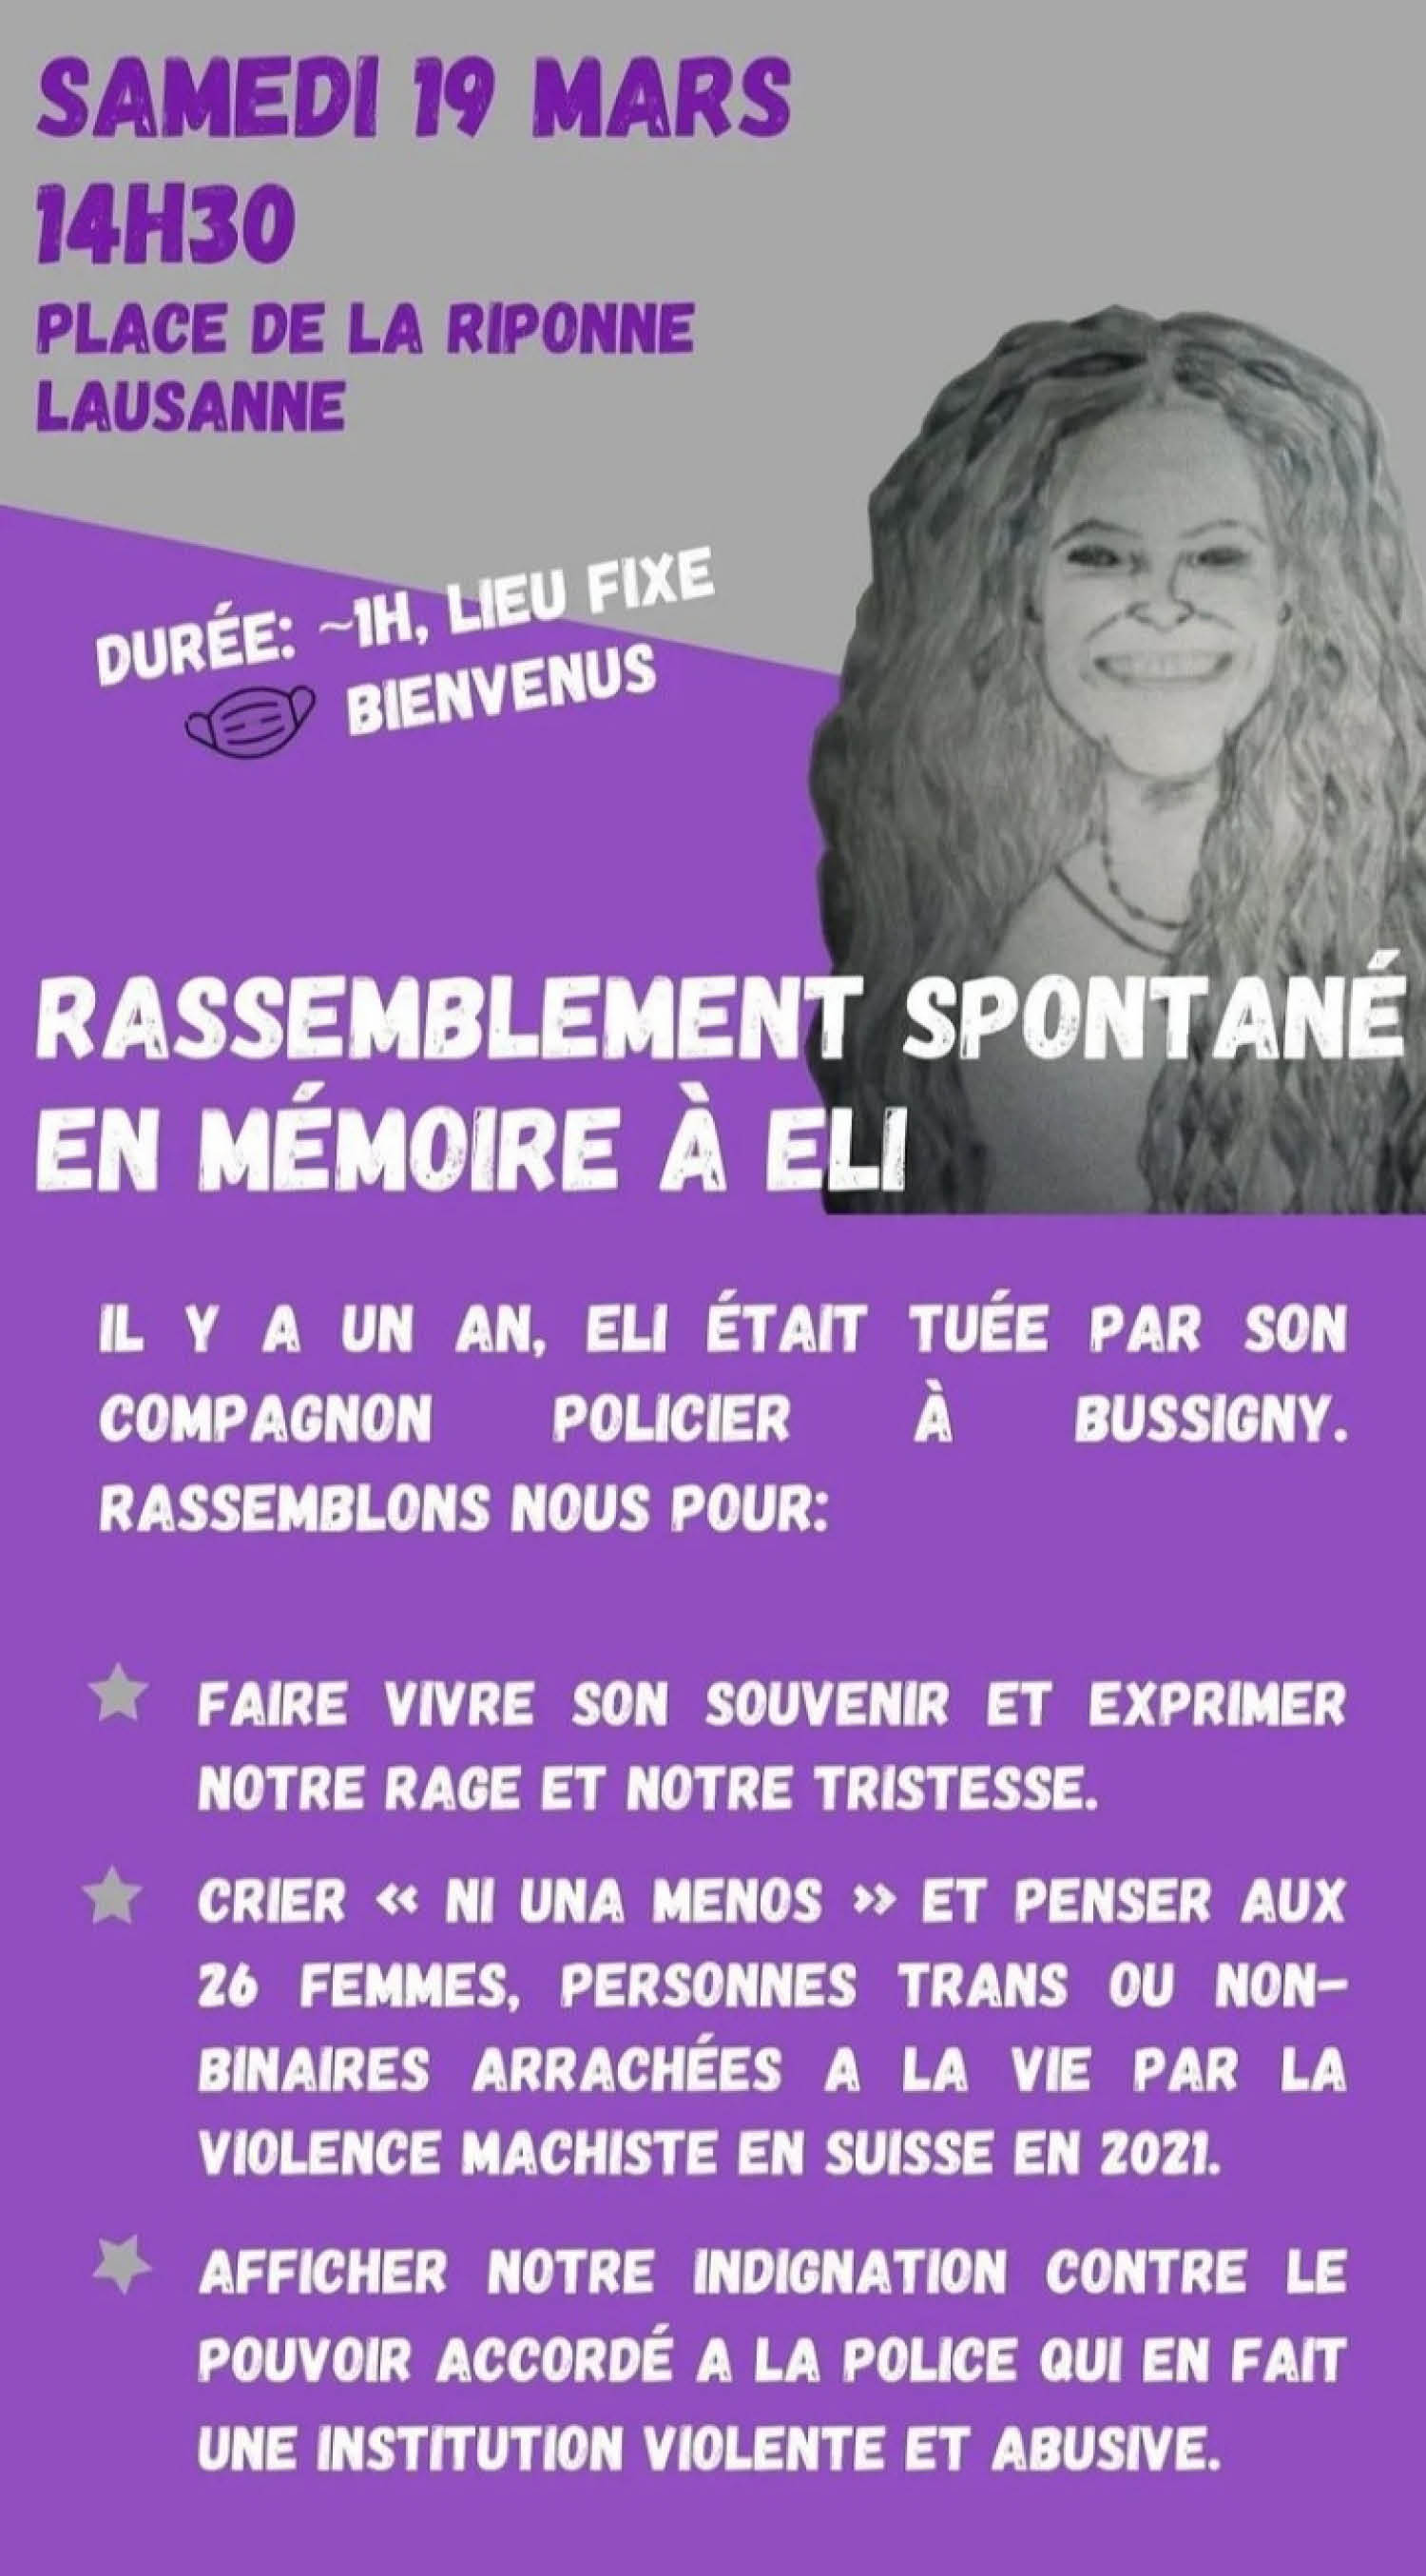 SAMEDI 19 MARS
14H30
PLACE DE LA RIPONNE
LAUSANNE
DURÉE: ~1H, LIEU FIXE
BIENVENUS
RASSEMBLEMENT SPONTANÉ
EN MÉMOIRE À ELI
IL Y A UN AN, ELI ÉTAIT TUÉE PAR SON
COMPAGNON POLICIER À BUSSIGNY.
RASSEMBLONS NOUS POUR:
FAIRE VIVRE SON SOUVENIR ET EXPRIMER
NOTRE RAGE ET NOTRE TRISTESSE.
CRIER « NI UNA MENOS » ET PENSER AUX
26 FEMMES, PERSONNES TRANS OU NON-
BINAIRES ARRACHÉES A LA VIE PAR LA
VIOLENCE MACHISTE EN SUISSE EN 2021.
AFFICHER NOTRE INDIGNATION CONTRE LE
POUVOIR ACCORDÉ A LA POLICE QUI EN FAIT
UNE INSTITUTION VIOLENTE ET ABUSIVE.